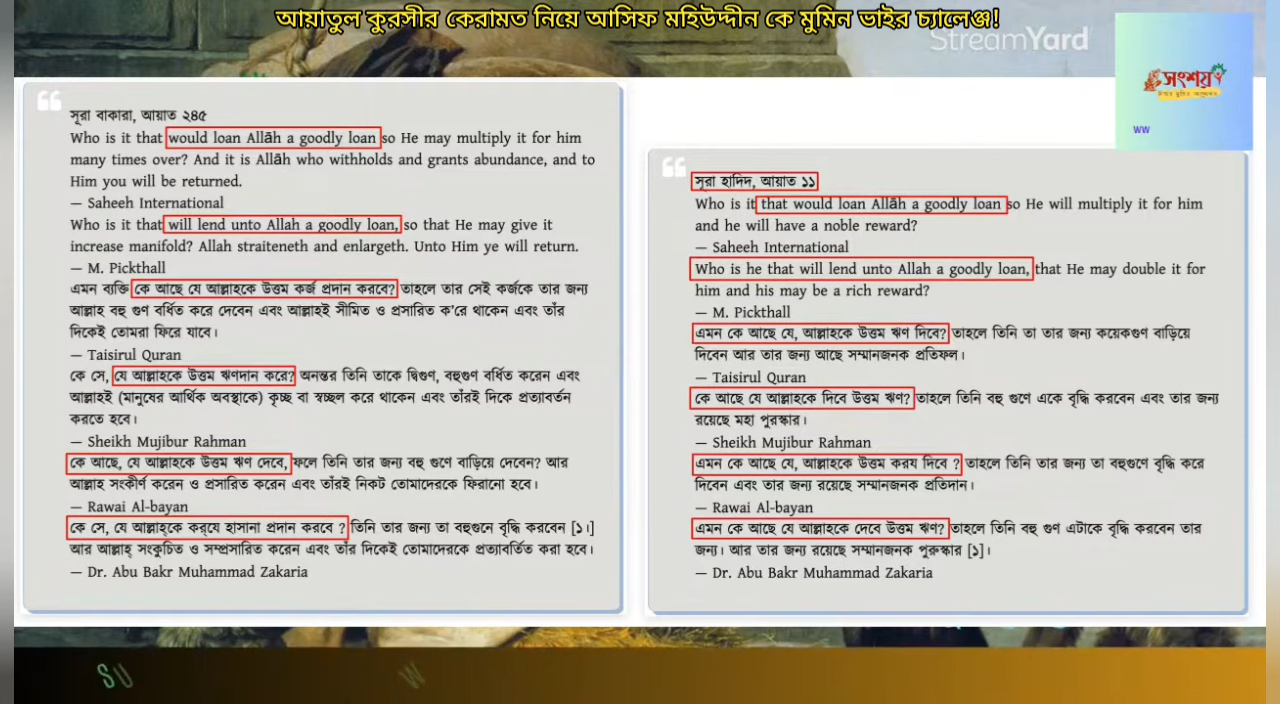 আয়াতুল কুরসীর কেরামত নিয়ে আসিফ মহিউদ্দীন কে মুমিন ভাইর চ্যালেঞ্জ!
StreamYard
সংশয়
ww
সূরা বাকারা, আয়াত ২৪৫
Who is it that would loan Allāh a goodly loan so He may multiply it for him
many times over? And it is Allāh who withholds and grants abundance, and to
Him you will be returned.
— Saheeh International
Who is it that will lend unto Allah a goodly loan, so that He may give it
increase manifold? Allah straiteneth and enlargeth. Unto Him ye will return.
— M. Pickthall
এমন ব্যক্তি কে আছে যে আল্লাহকে উত্তম কর্জ প্রদান করবে? তাহলে তার সেই কর্জকে তার জন্য
আল্লাহ বহু গুণ বর্ধিত করে দেবেন এবং আল্লাহই সীমিত ও প্রসারিত ক'রে থাকেন এবং তাঁর
দিকেই তোমরা ফিরে যাবে।
— Taisirul Quran
কে সে, যে আল্লাহকে উত্তম ঋণদান করে? অনন্তর তিনি তাকে দ্বিগুণ, বহুগুণ বর্ধিত করেন এবং
আল্লাহই (মানুষের আর্থিক অবস্থাকে) কৃচ্ছ বা স্বচ্ছল করে থাকেন এবং তাঁরই দিকে প্রত্যাবর্তন
করতে হবে।
— Sheikh Mujibur Rahman
কে আছে, যে আল্লাহকে উত্তম ঋণ দেবে, ফলে তিনি তার জন্য বহু গুণে বাড়িয়ে দেবেন? আর
আল্লাহ সংকীর্ণ করেন ও প্রসারিত করেন এবং তাঁরই নিকট তোমাদেরকে ফিরানো হবে।
— Rawai Al-bayan
কে সে, যে আল্লাহ্‌কে কর্‌যে হাসানা প্রদান করবে ? তিনি তার জন্য তা বহুগুনে বৃদ্ধি করবেন [১।]
আর আল্লাহ্‌ সংকুচিত ও সম্প্রসারিত করেন এবং তাঁর দিকেই তোমাদেরকে প্রত্যাবর্তিত করা হবে।
— Dr. Abu Bakr Muhammad Zakaria
সূরা হাদিদ, আয়াত ১১
Who is it that would loan Allāh a goodly loan so He will multiply it for him
and he will have a noble reward?
— Saheeh International
Who is he that will lend unto Allah a goodly loan, that He may double it for
him and his may be a rich reward?
— M. Pickthall
এমন কে আছে যে, আল্লাহকে উত্তম ঋণ দিবে? তাহলে তিনি তা তার জন্য কয়েকগুণ বাড়িয়ে
দিবেন আর তার জন্য আছে সম্মানজনক প্রতিফল।
— Taisirul Quran
কে আছে যে আল্লাহকে দিবে উত্তম ঋণ? তাহলে তিনি বহু গুণে একে বৃদ্ধি করবেন এবং তার জন্য
রয়েছে মহা পুরস্কার।
— Sheikh Mujibur Rahman
এমন কে আছে যে, আল্লাহকে উত্তম করয দিবে ? তাহলে তিনি তার জন্য তা বহুগুণে বৃদ্ধি করে
দিবেন এবং তার জন্য রয়েছে সম্মানজনক প্রতিদান।
— Rawai Al-bayan
এমন কে আছে যে আল্লাহকে দেবে উত্তম ঋণ? তাহলে তিনি বহু গুণ এটাকে বৃদ্ধি করবেন তার
জন্য। আর তার জন্য রয়েছে সম্মানজনক পুরুস্কার [১]।
— Dr. Abu Bakr Muhammad Zakaria
SU
W